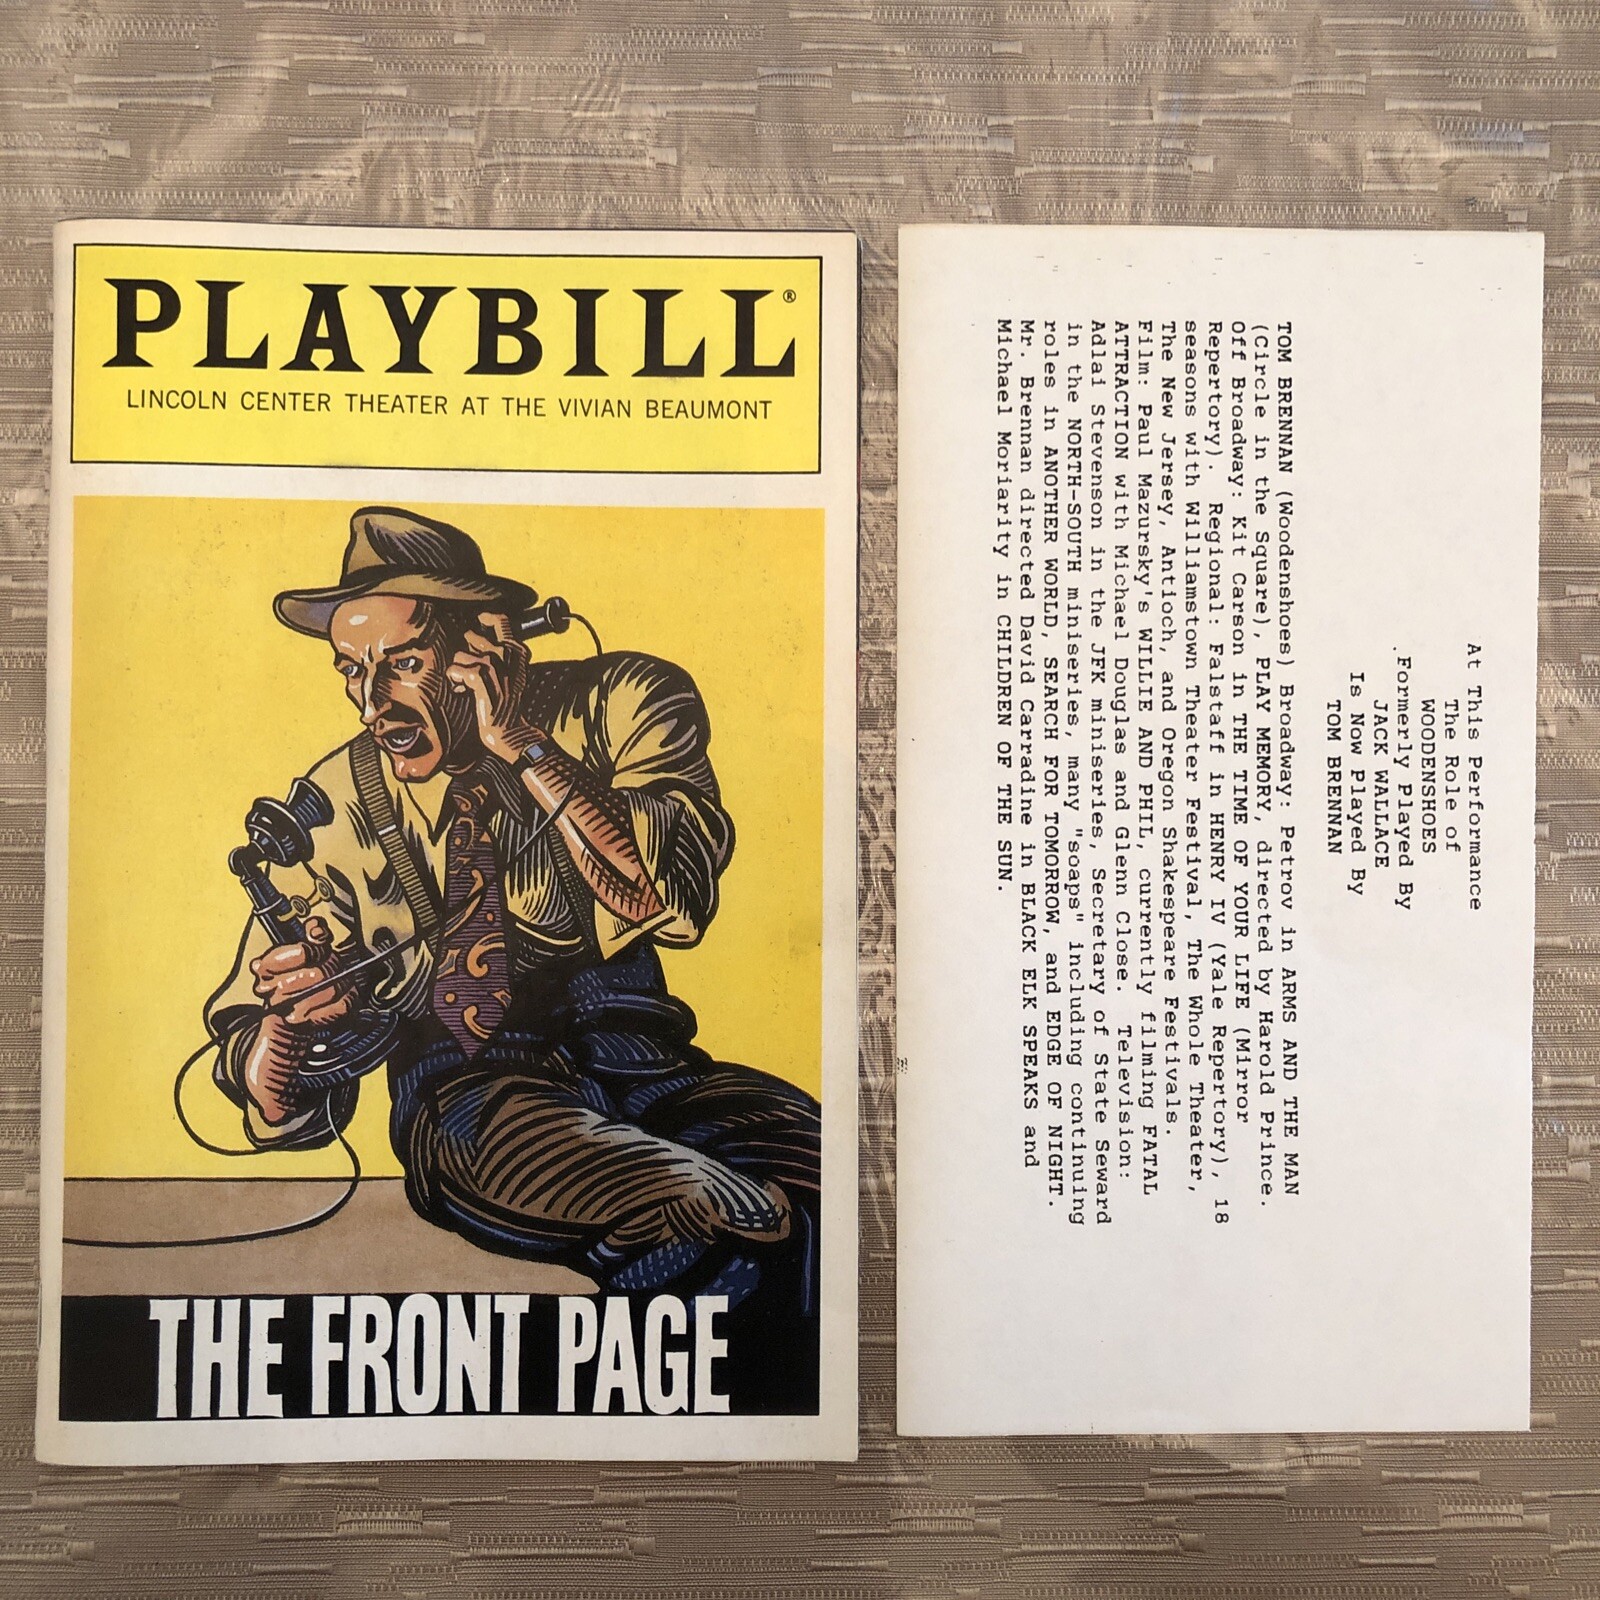 PLAYBILL®
LINCOLN CENTER THEATER AT THE VIVIAN BEAUMONT
THE FRONT PAGE
At This Performance
The Role of
WOODENSHOES
.Formerly Played By
JACK WALLACE
Is Now Played By
TOM BRENNAN
TOM BRENNAN (Woodenshoes) Broadway: Petrov in ARMS AND THE MAN
(Circle in the Square), PLAY MEMORY, directed by Harold Prince.
Off Broadway: Kit Carson in THE TIME OF YOUR LIFE (Mirror
Repertory). Regional: Falstaff in HENRY IV (Yale Repertory), 18
seasons with Williamstown Theater Festival, The Whole Theater,
The New Jersey, Antioch, and Oregon Shakespeare Festivals.
Film: Paul Mazursky's WILLIE AND PHIL, currently filming FATAL
ATTRACTION with Michael Douglas and Glenn Close. Television:
Adlai Stevenson in the JFK miniseries, Secretary of State Seward
in the NORTH-SOUTH miniseries, many "soaps" including continuing
roles in ANOTHER WORLD, SEARCH FOR TOMORROW, and EDGE OF NIGHT.
Mr. Brennan directed David Carradine in BLACK ELK SPEAKS and
Michael Moriarity in CHILDREN OF THE SUN.